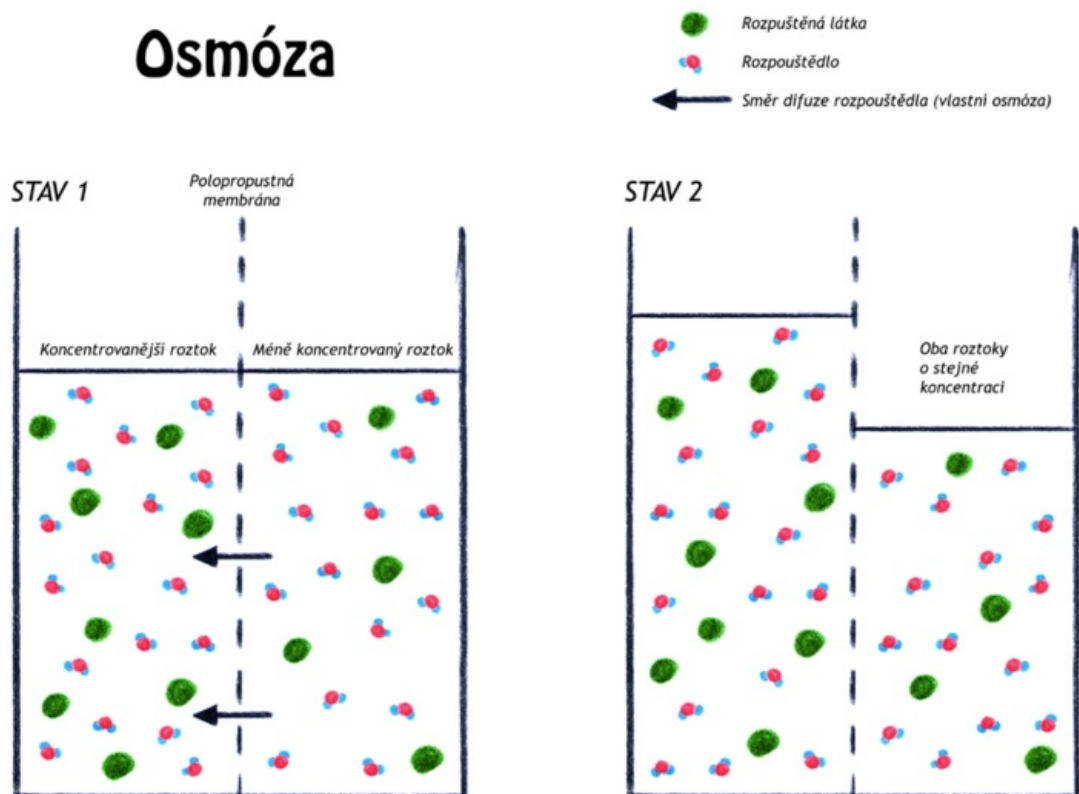 Osmóza
Rozpuštěná látka
Rozpouštědlo
Směr difuze rozpouštědla (vlastní osmóza)
STAV 1
Polopropustná
membrána
Koncentrovanější roztok
Méně koncentrovaný roztok
STAV 2
Oba roztoky
o stejné
koncentraci